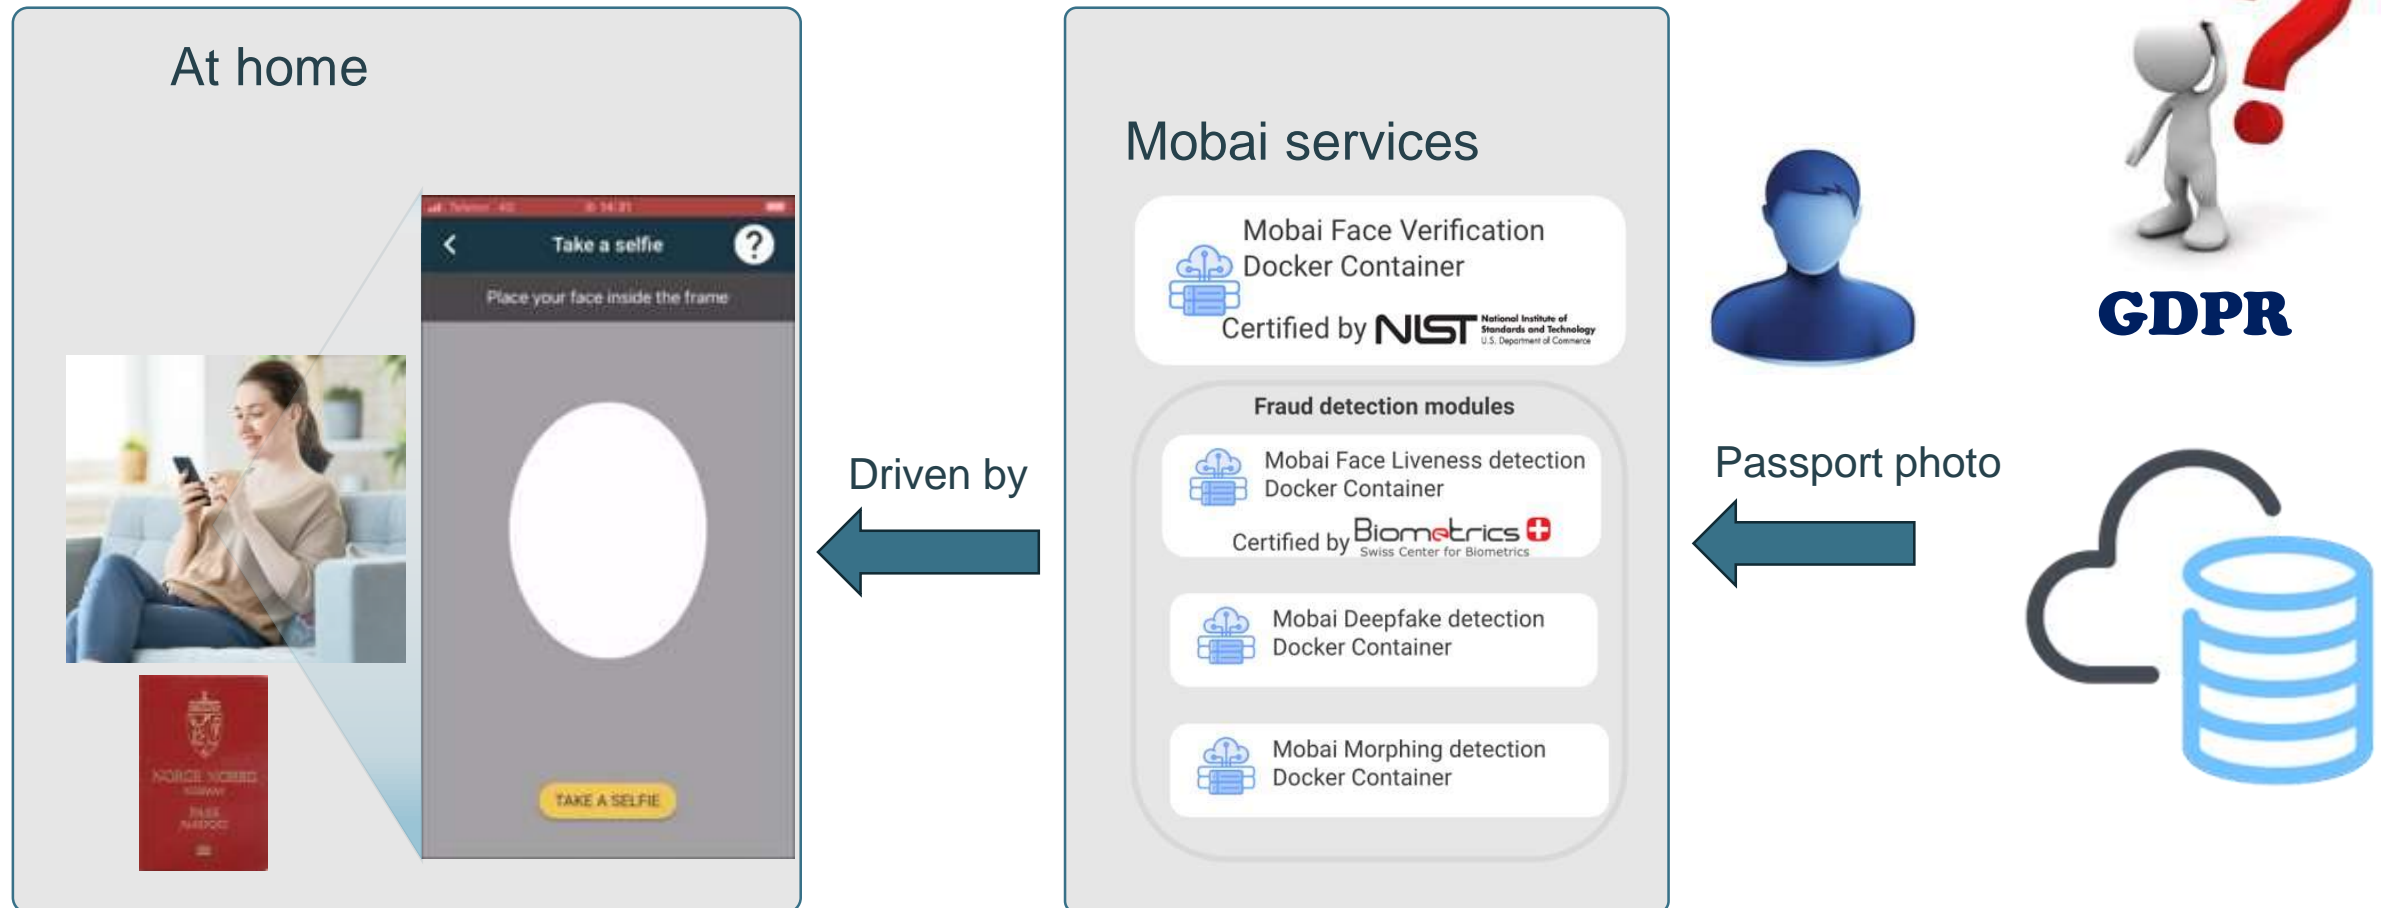 At home
Take a selfie
?
Place your face inside the frame
TAKE A SELFIE
NORGE NOREG
Driven by
Mobai services
Mobai Face Verification
Docker Container
Certified by NIST National Institute of
Standards and Technology
U.S. Department of Commerce
Fraud detection modules
Mobai Face Liveness detection
Docker Container
Certified by Biometrics
Swiss Center for Biometrics
Mobai Deepfake detection
Docker Container
Mobai Morphing detection
Docker Container
Passport photo
?
GDPR